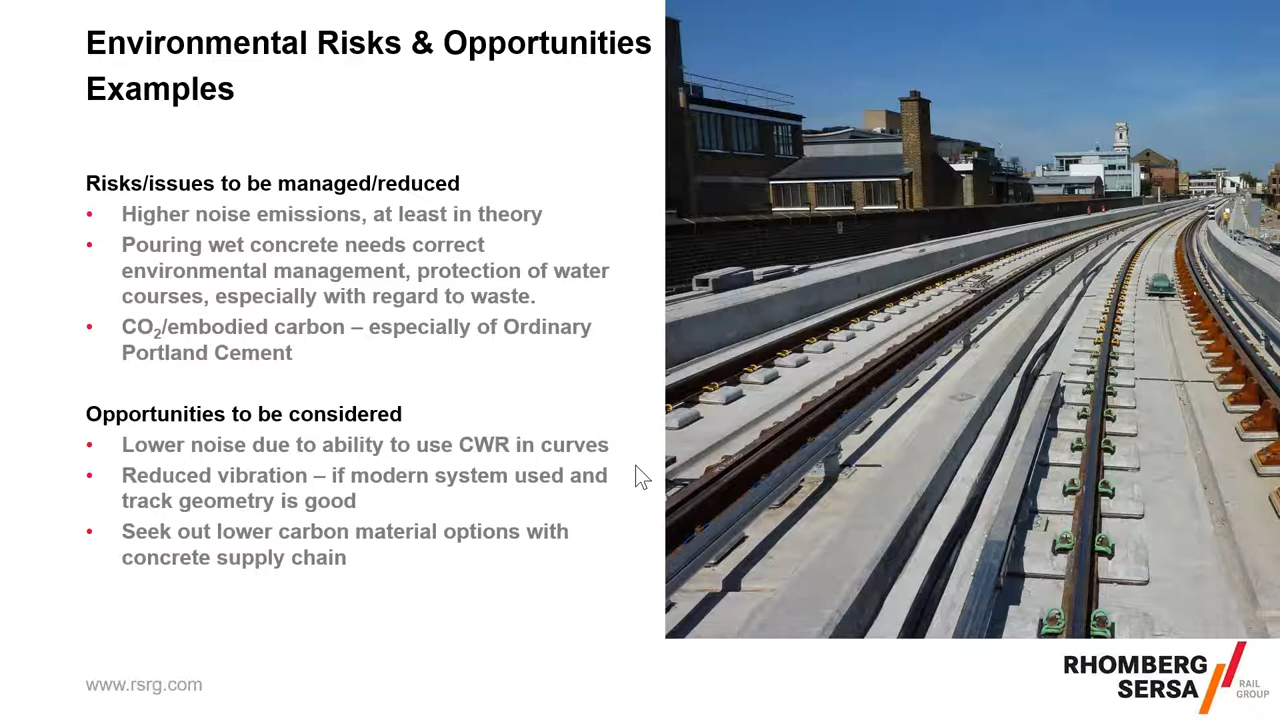 Environmental Risks & Opportunities
Examples
Risks/issues to be managed/reduced
• Higher noise emissions, at least in theory
• Pouring wet concrete needs correct
environmental management, protection of water
courses, especially with regard to waste.
• CO₂/embodied carbon – especially of Ordinary
Portland Cement
Opportunities to be considered
• Lower noise due to ability to use CWR in curves
• Reduced vibration – if modern system used and
track geometry is good
• Seek out lower carbon material options with
concrete supply chain
www.rsrg.com
RHOMBERG
SERSA
RAIL
GROUP